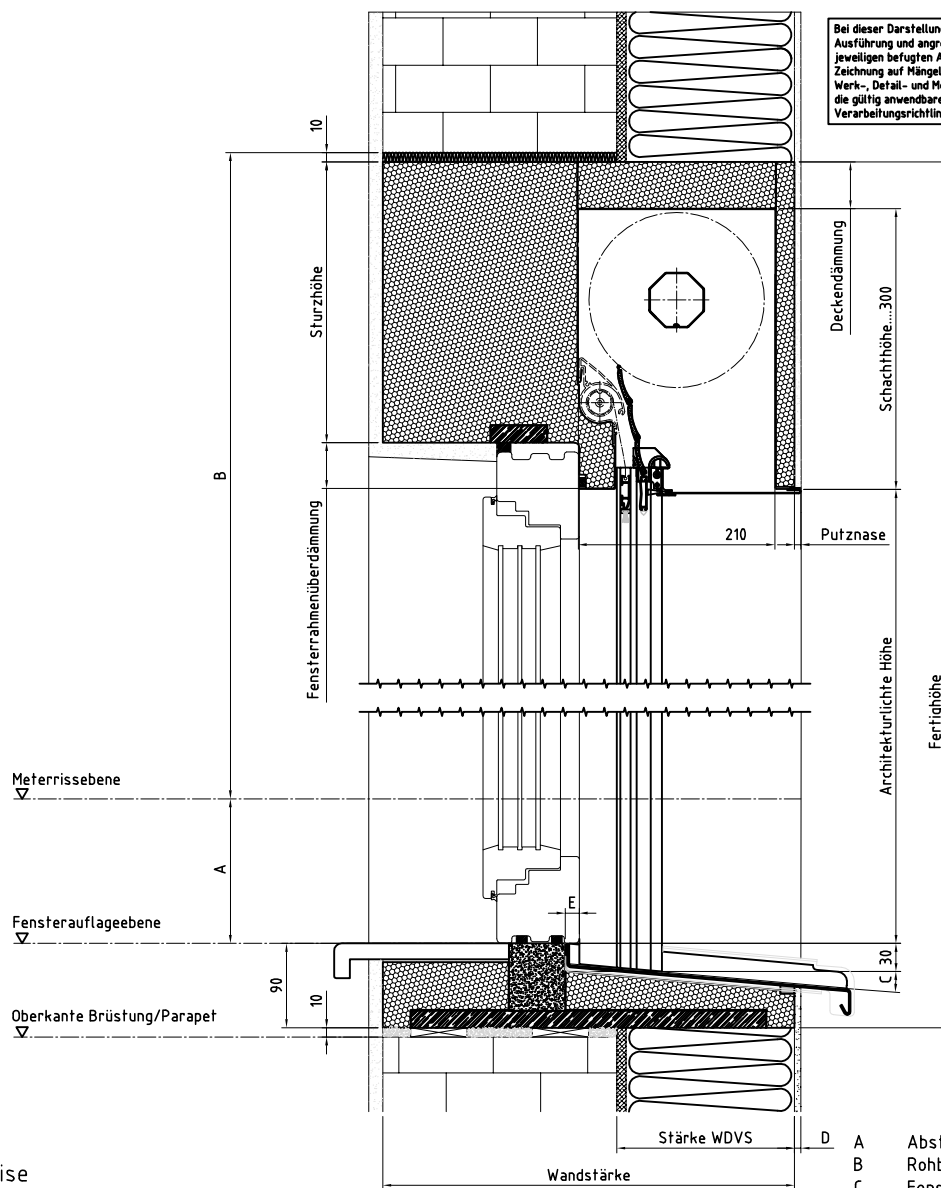 Bei dieser Darstellun
Ausführung und angr
jeweiligen befugten A
Zeichnung auf Mängel
Werk-, Detail- und M
die gültig anwendbare
Verarbeitungsrichtlin
10
Sturzhöhe
Deckendämmung
Schachthöhe...300
B
Fensterrahmenüberdämmung
210
Putznase
Architekturlichte Höhe
Fertighöhe
Meterrissebene
A
E
Fensterauflageebene
30
C
90
10
Oberkante Brüstung/Parapet
Stärke WDVS
D
Wandstärke
A Abst
B Rohb
C Fens
ise